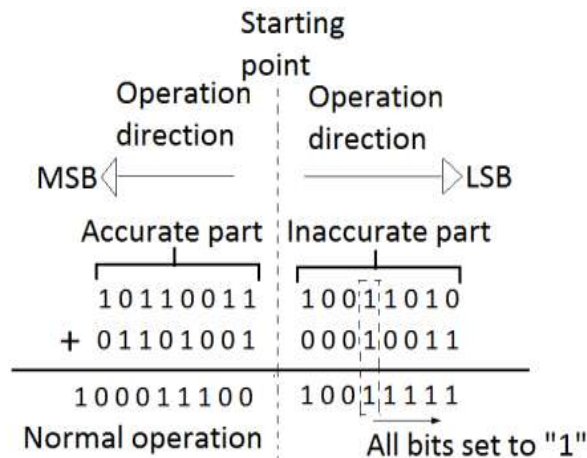 Starting
point
Operation
direction
Operation
direction
MSB
LSB
Accurate part
Inaccurate part
10110011
10011010
+ 01101001
00010011
100011100
10011111
Normal operation
All bits set to "1"